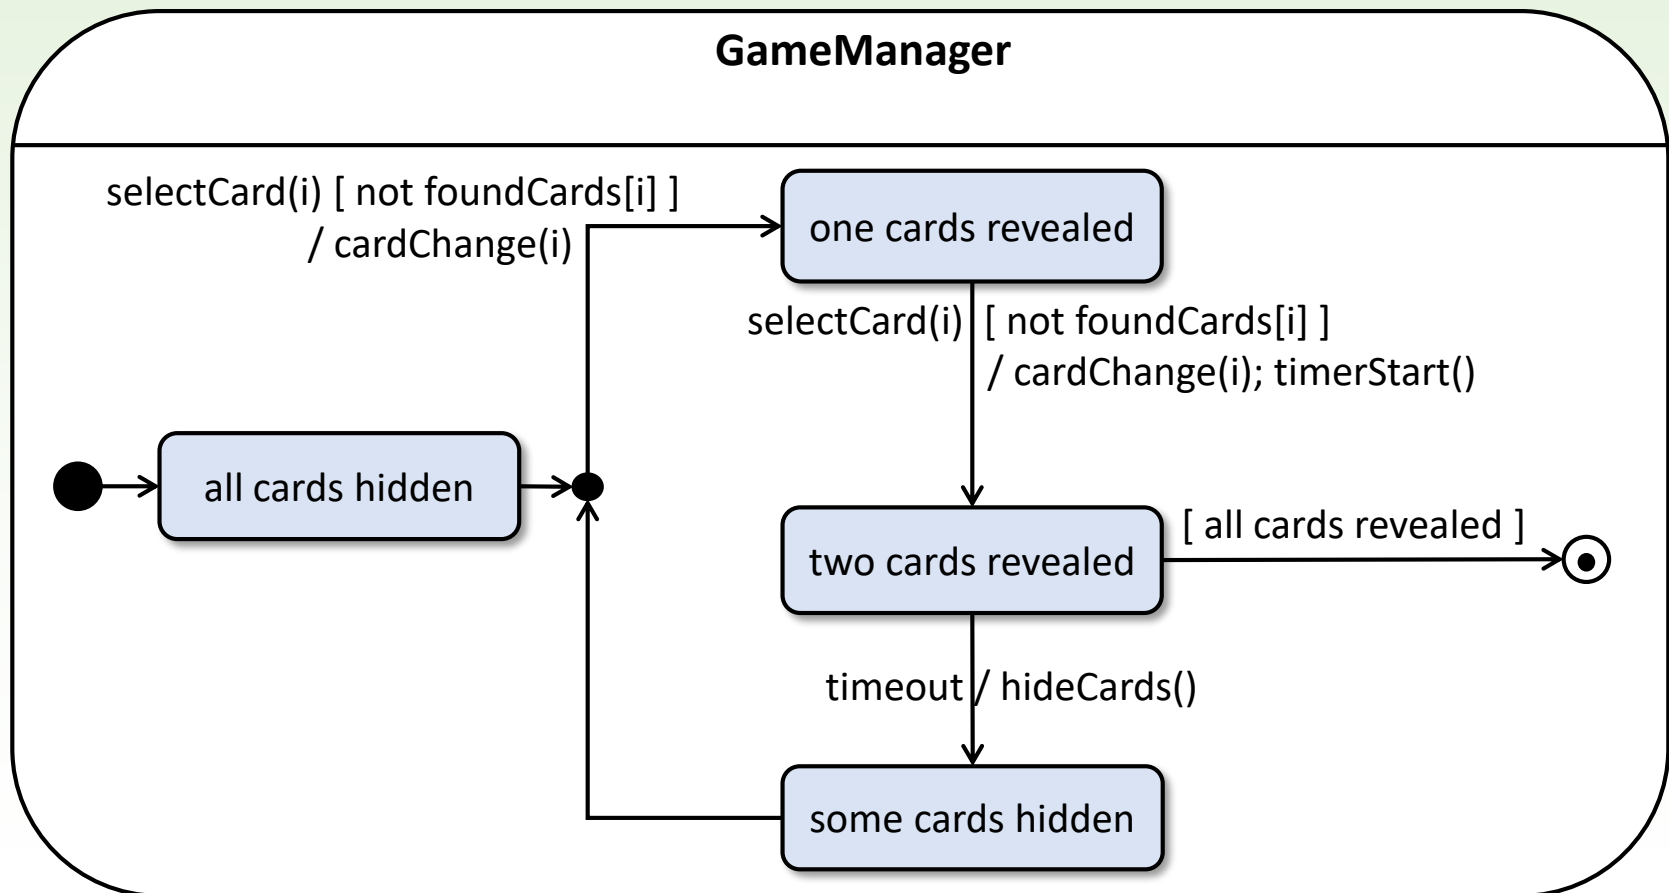 GameManager
selectCard(i) [ not foundCards[i] ]
/ cardChange(i)
one cards revealed
selectCard(i) [ not foundCards[i] ]
/ cardChange(i); timerStart()
all cards hidden
two cards revealed
[ all cards revealed ]
timeout / hideCards()
some cards hidden